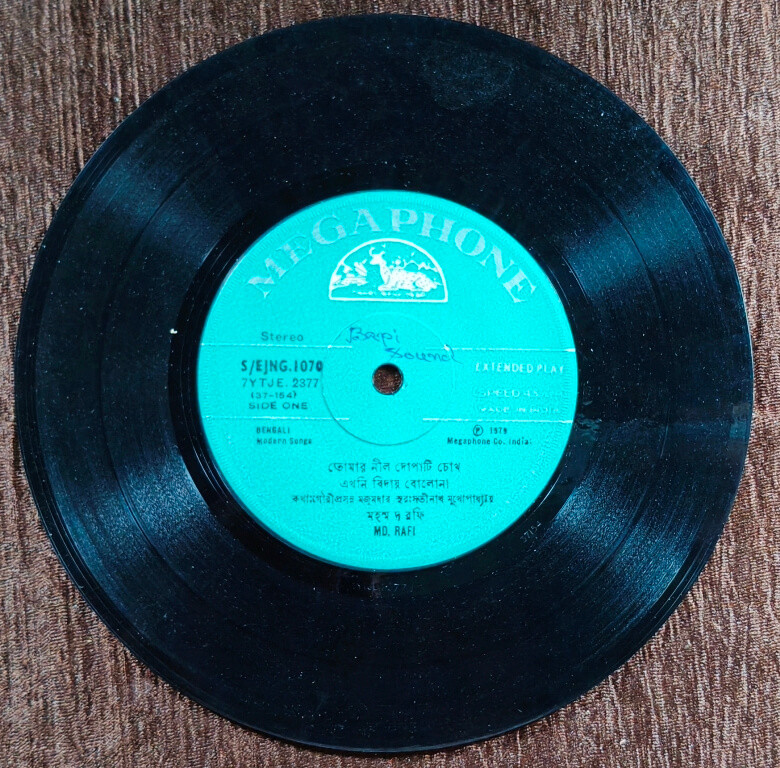 MEGAPHONE
Stereo
Bapi
Sound
S/EJNG.1070
7YTJE. 2377
(37-164)
SIDE ONE
EXTENDED PLAY
SPEED 45
MADE IN INDIA
BENGALI
Modern Songs
Ⓟ 1979
Megaphone Co. (India)
তোমার নীল দোপাটি চোখ
এখনি বিদায় বোলোনা
কথাঃগৌরীপ্রসন্ন মজুমদার সুরঃসতীনাথ মুখোপাধ্যায়
মহম্মদ রফি
MD. RAFI